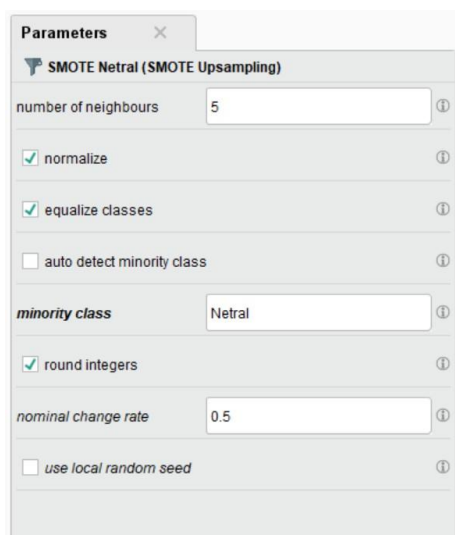 Parameters
SMOTE Netral (SMOTE Upsampling)
number of neighbours 5
normalize
equalize classes
auto detect minority class
minority class Netral
round integers
nominal change rate 0.5
use local random seed